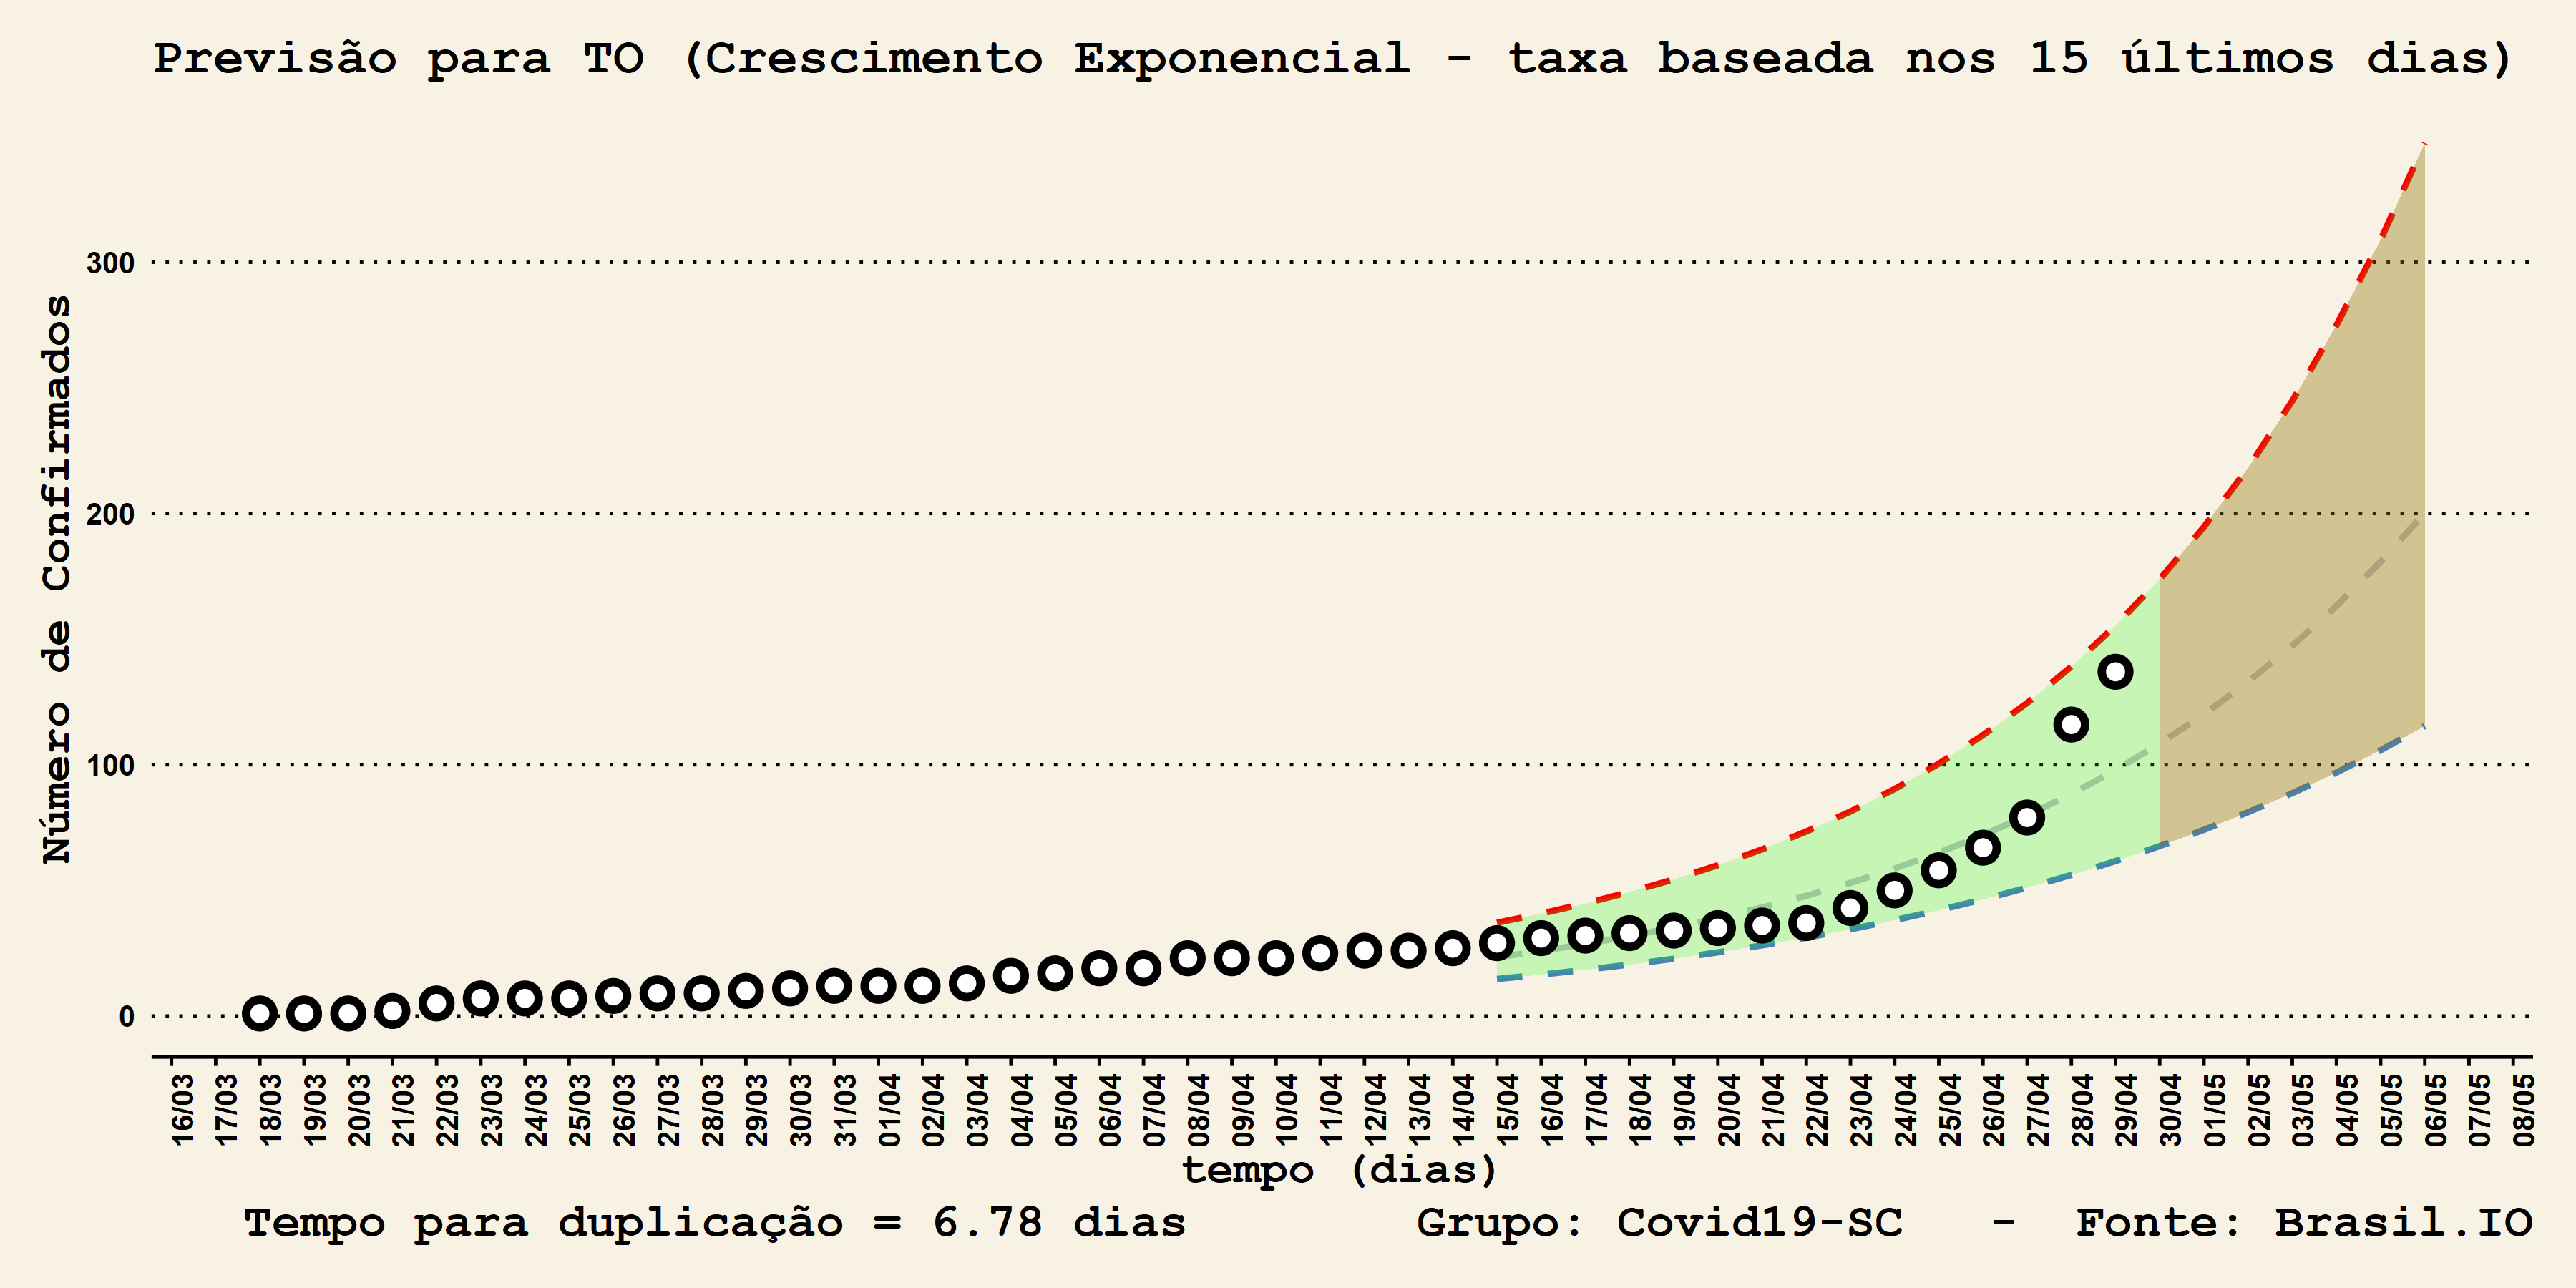 Previsão para TO (Crescimento Exponencial - taxa baseada nos 15 últimos dias)
Número de Confirmados
300
200
100
0
16/03 17/03 18/03 19/03 20/03 21/03 22/03 23/03 24/03 25/03 26/03 27/03 28/03 29/03 30/03 31/03 01/04 02/04 03/04 04/04 05/04 06/04 07/04 08/04 09/04 10/04 11/04 12/04 13/04 14/04 15/04 16/04 17/04 18/04 19/04 20/04 21/04 22/04 23/04 24/04 25/04 26/04 27/04 28/04 29/04 30/04 01/05 02/05 03/05 04/05 05/05 06/05 07/05 08/05
tempo (dias)
Tempo para duplicação = 6.78 dias Grupo: Covid19-SC - Fonte: Brasil.IO